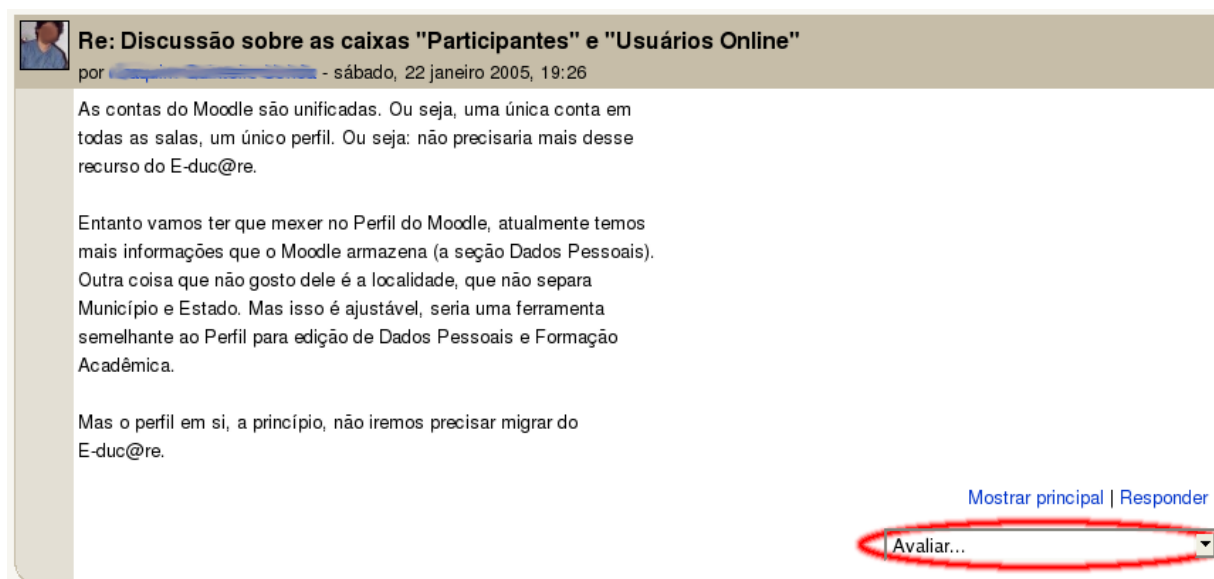 Re: Discussão sobre as caixas "Participantes" e "Usuários Online"
por - sábado, 22 janeiro 2005, 19:26
As contas do Moodle são unificadas. Ou seja, uma única conta em
todas as salas, um único perfil. Ou seja: não precisaria mais desse
recurso do E-duc@re.
Entanto vamos ter que mexer no Perfil do Moodle, atualmente temos
mais informações que o Moodle armazena (a seção Dados Pessoais).
Outra coisa que não gosto dele é a localidade, que não separa
Município e Estado. Mas isso é ajustável, seria uma ferramenta
semelhante ao Perfil para edição de Dados Pessoais e Formação
Acadêmica.
Mas o perfil em si, a princípio, não iremos precisar migrar do
E-duc@re.
Mostrar principal | Responder
Avaliar...